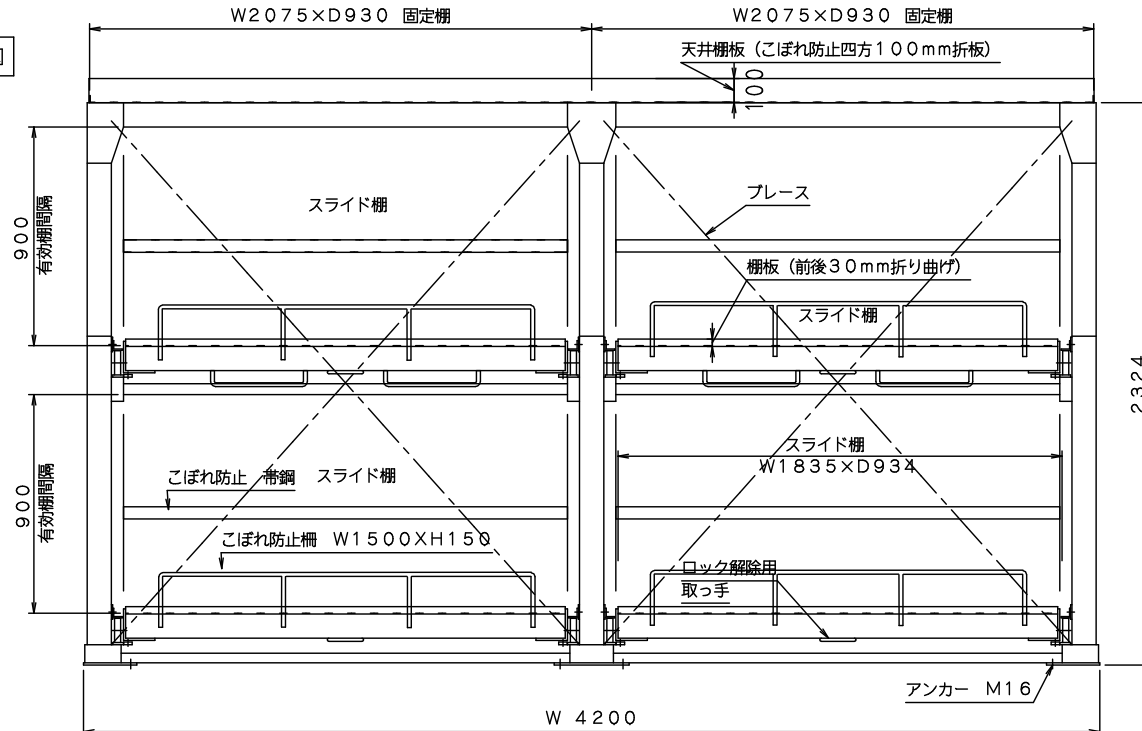 W2075×D930 固定棚
W2075×D930 固定棚
天井棚板（こぼれ防止四方１００mm折板）
100
スライド棚
ブレース
900
有効棚間隔
棚板（前後３０mm折り曲げ）
スライド棚
2324
スライド棚
W1835×D934
こぼれ防止 帯鋼
スライド棚
900
有効棚間隔
こぼれ防止柵 W1500XH150
ロック解除用
取っ手
アンカー M16
W 4200